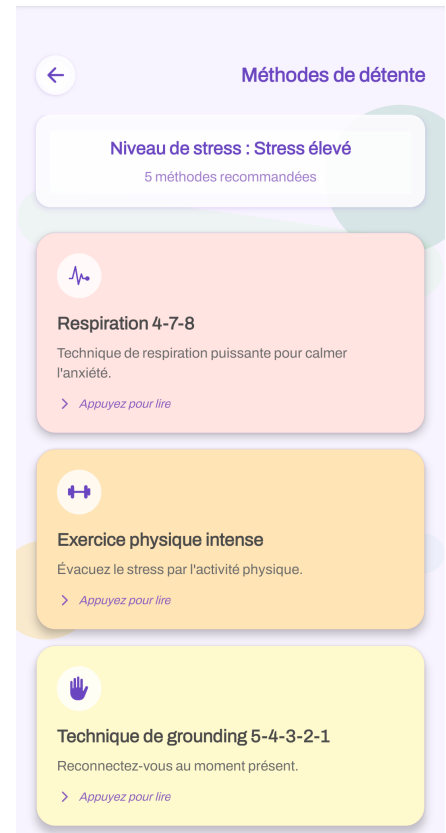 Méthodes de détente
Niveau de stress : Stress élevé
5 méthodes recommandées
Respiration 4-7-8
Technique de respiration puissante pour calmer
l'anxiété.
Appuyez pour lire
Exercice physique intense
Évacuez le stress par l'activité physique.
Appuyez pour lire
Technique de grounding 5-4-3-2-1
Reconnectez-vous au moment présent.
Appuyez pour lire